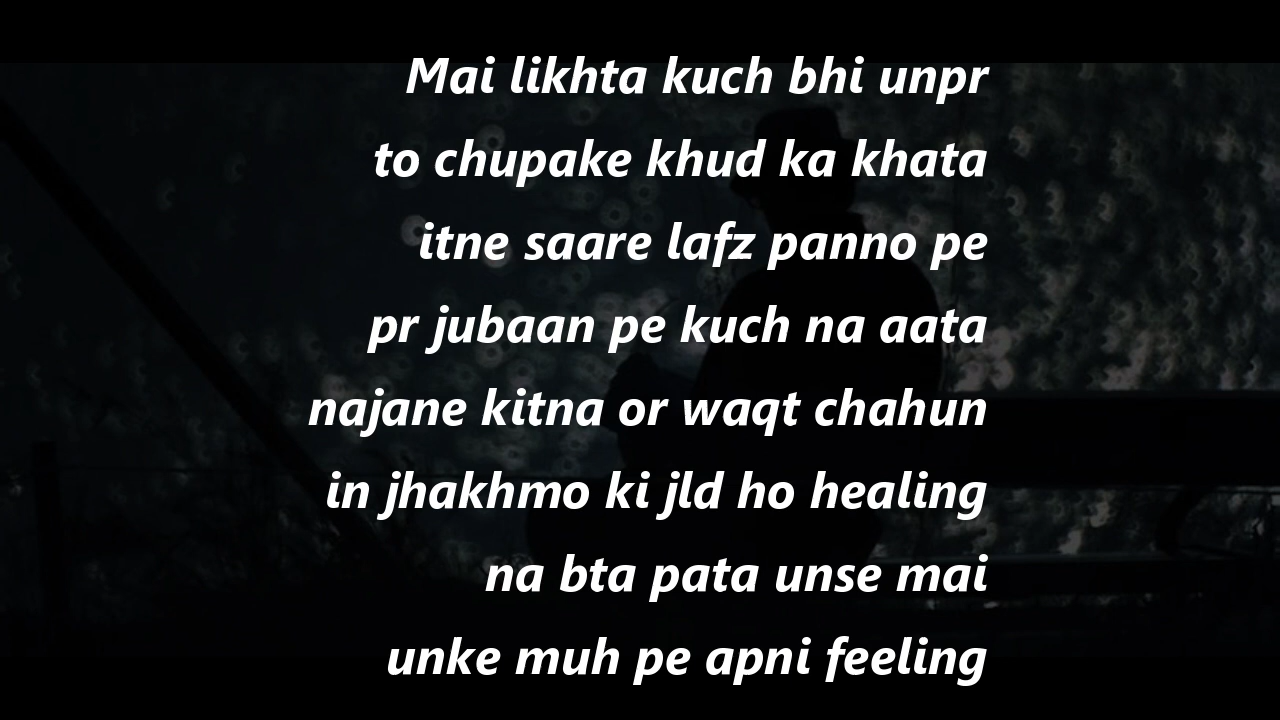 Mai likhta kuch bhi unpr
to chupake khud ka khata
itne saare lafz panno pe
pr jubaan pe kuch na aata
najane kitna or waqt chahun
in jhakhmo ki jld ho healing
na bta pata unse mai
unke muh pe apni feeling